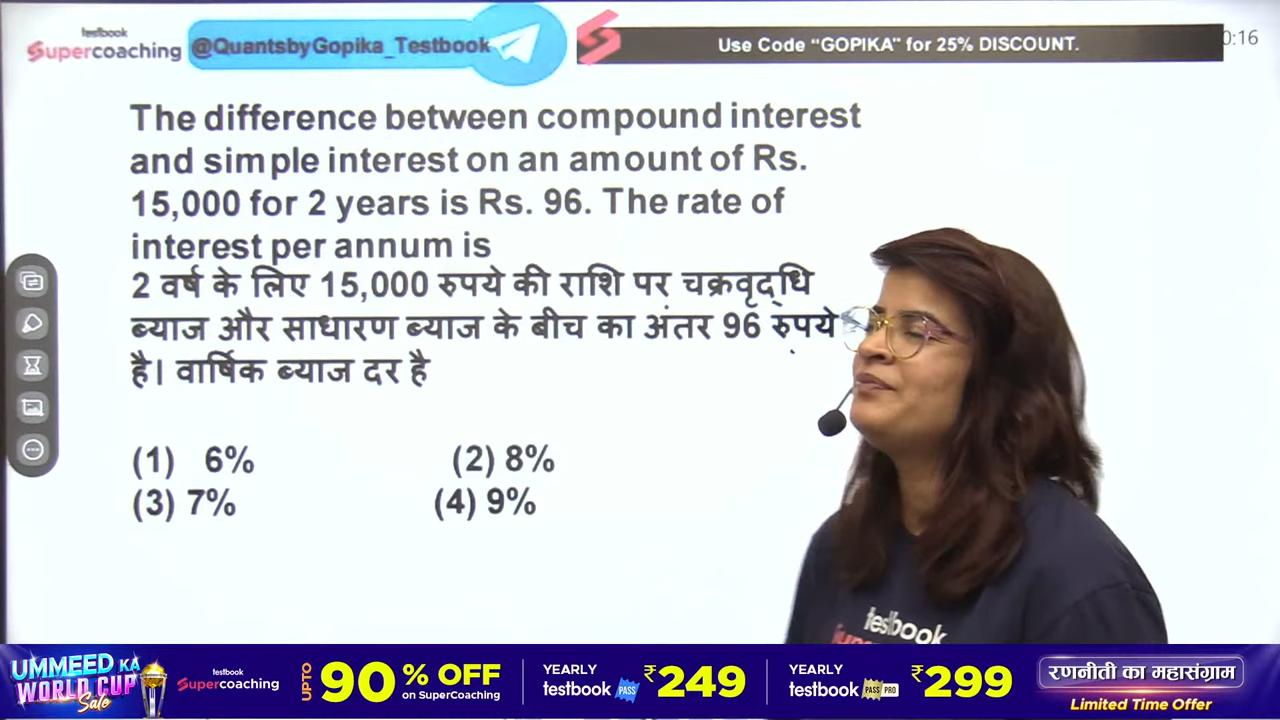 testbook
Supercoaching
@QuantsbyGopika_Testbook
Use Code “GOPIKA” for 25% DISCOUNT.
0:16
The difference between compound interest
and simple interest on an amount of Rs.
15,000 for 2 years is Rs. 96. The rate of
interest per annum is
2 वर्ष के लिए 15,000 रुपये की राशि पर चक्रवृद्धि
ब्याज और साधारण ब्याज के बीच का अंतर 96 रुपये
है। वार्षिक ब्याज दर है
(1) 6% (2) 8%
(3) 7% (4) 9%
testbook
UMMEED KA
WORLD CUP
Sale
testbook
Supercoaching
UPTO 90% OFF
on SuperCoaching
YEARLY
testbook PASS
₹249
YEARLY
testbook PASS PRO
₹299
रणनीती का महासंग्राम
Limited Time Offer